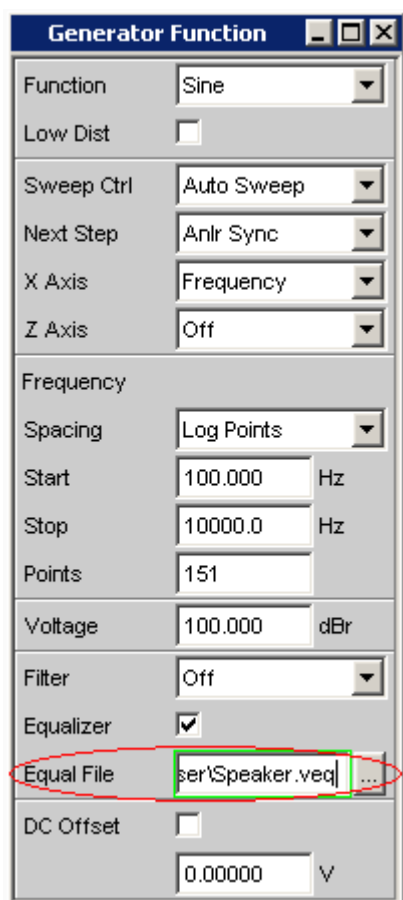 Generator Function
Function Sine
Low Dist
Sweep Ctrl Auto Sweep
Next Step Anlr Sync
X Axis Frequency
Z Axis Off
Frequency
Spacing Log Points
Start 100.000 Hz
Stop 10000.0 Hz
Points 151
Voltage 100.000 dBr
Filter Off
Equalizer
Equal File ser\Speaker.veq ...
DC Offset
0.00000 V